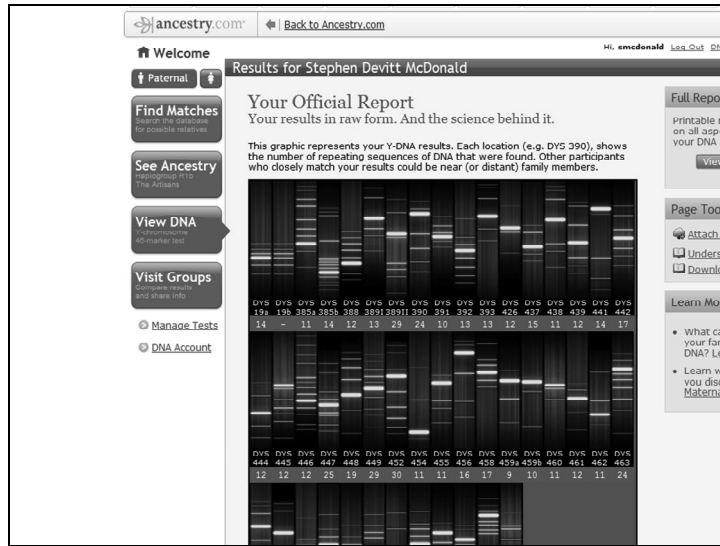 ancestry.com
Back to Ancestry.com
Hi, smcdonald Log Out
Welcome
Paternal
Results for Stephen Devitt McDonald
Find Matches
Search the database
for possible relatives
See Ancestry
Haplogroup R1b
The Artisans
View DNA
Y-chromosome
46-marker test
Visit Groups
Compare results
and share info
Manage Tests
DNA Account
Your Official Report
Your results in raw form. And the science behind it.
This graphic represents your Y-DNA results. Each location (e.g. DYS 390), shows
the number of repeating sequences of DNA that were found. Other participants
who closely match your results could be near (or distant) family members.
DYS DYS DYS DYS DYS DYS DYS DYS DYS DYS DYS DYS DYS DYS DYS DYS DYS
19a 19b 385a 385b 388 389I 389II 390 391 392 393 426 437 438 439 441 442
14 - 11 14 12 13 29 24 10 13 13 12 15 11 12 14 17
DYS DYS DYS DYS DYS DYS DYS DYS DYS DYS DYS DYS DYS DYS DYS DYS DYS
444 445 446 447 448 449 452 454 455 456 458 459a 459b 460 461 462 463
12 12 12 25 19 29 30 11 11 16 17 9 10 11 12 11 24
Full Repo
Printable
on all asp
your DNA
Page Too
Attach
Unders
Downlo
Learn Mo
What ca
your fam
DNA? Le
Learn w
you disc
Materna